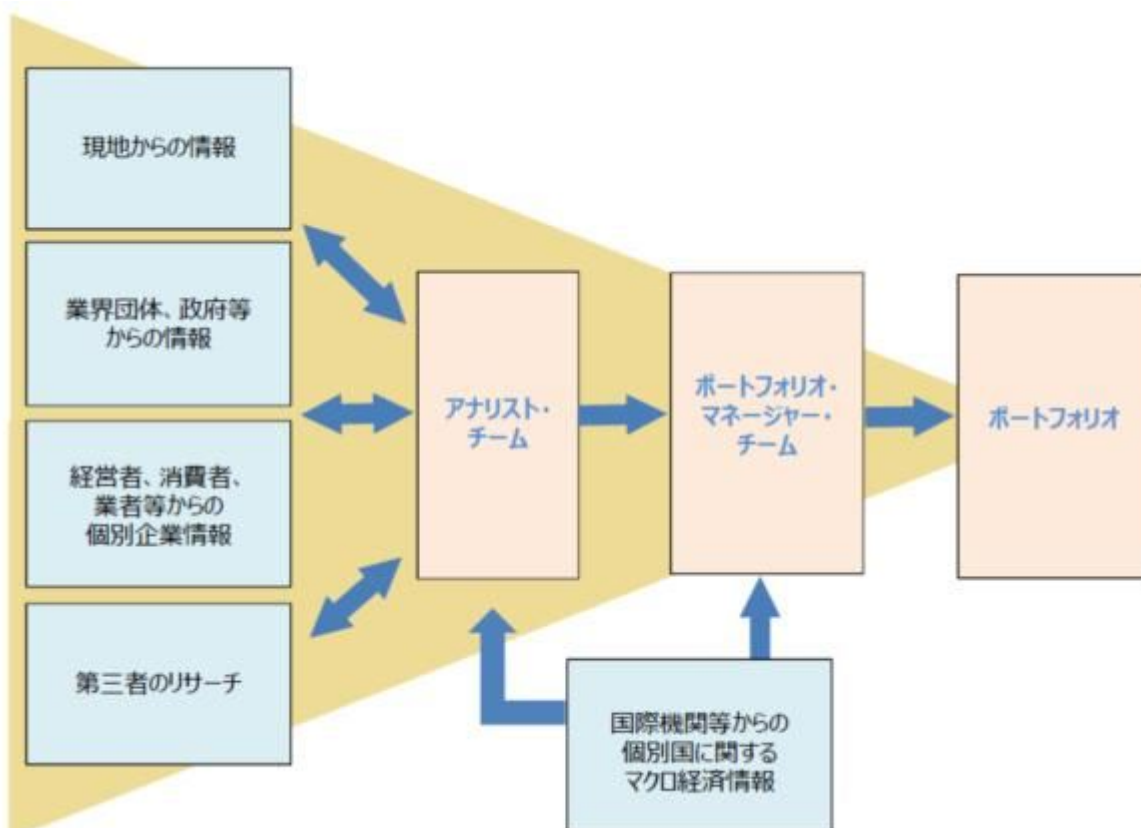 現地からの情報
業界団体、政府等
からの情報
経営者、消費者、
業者等からの
個別企業情報
第三者のリサーチ
アナリスト・
チーム
ポートフォリオ・
マネージャー・
チーム
ポートフォリオ
国際機関等からの
個別国に関する
マクロ経済情報